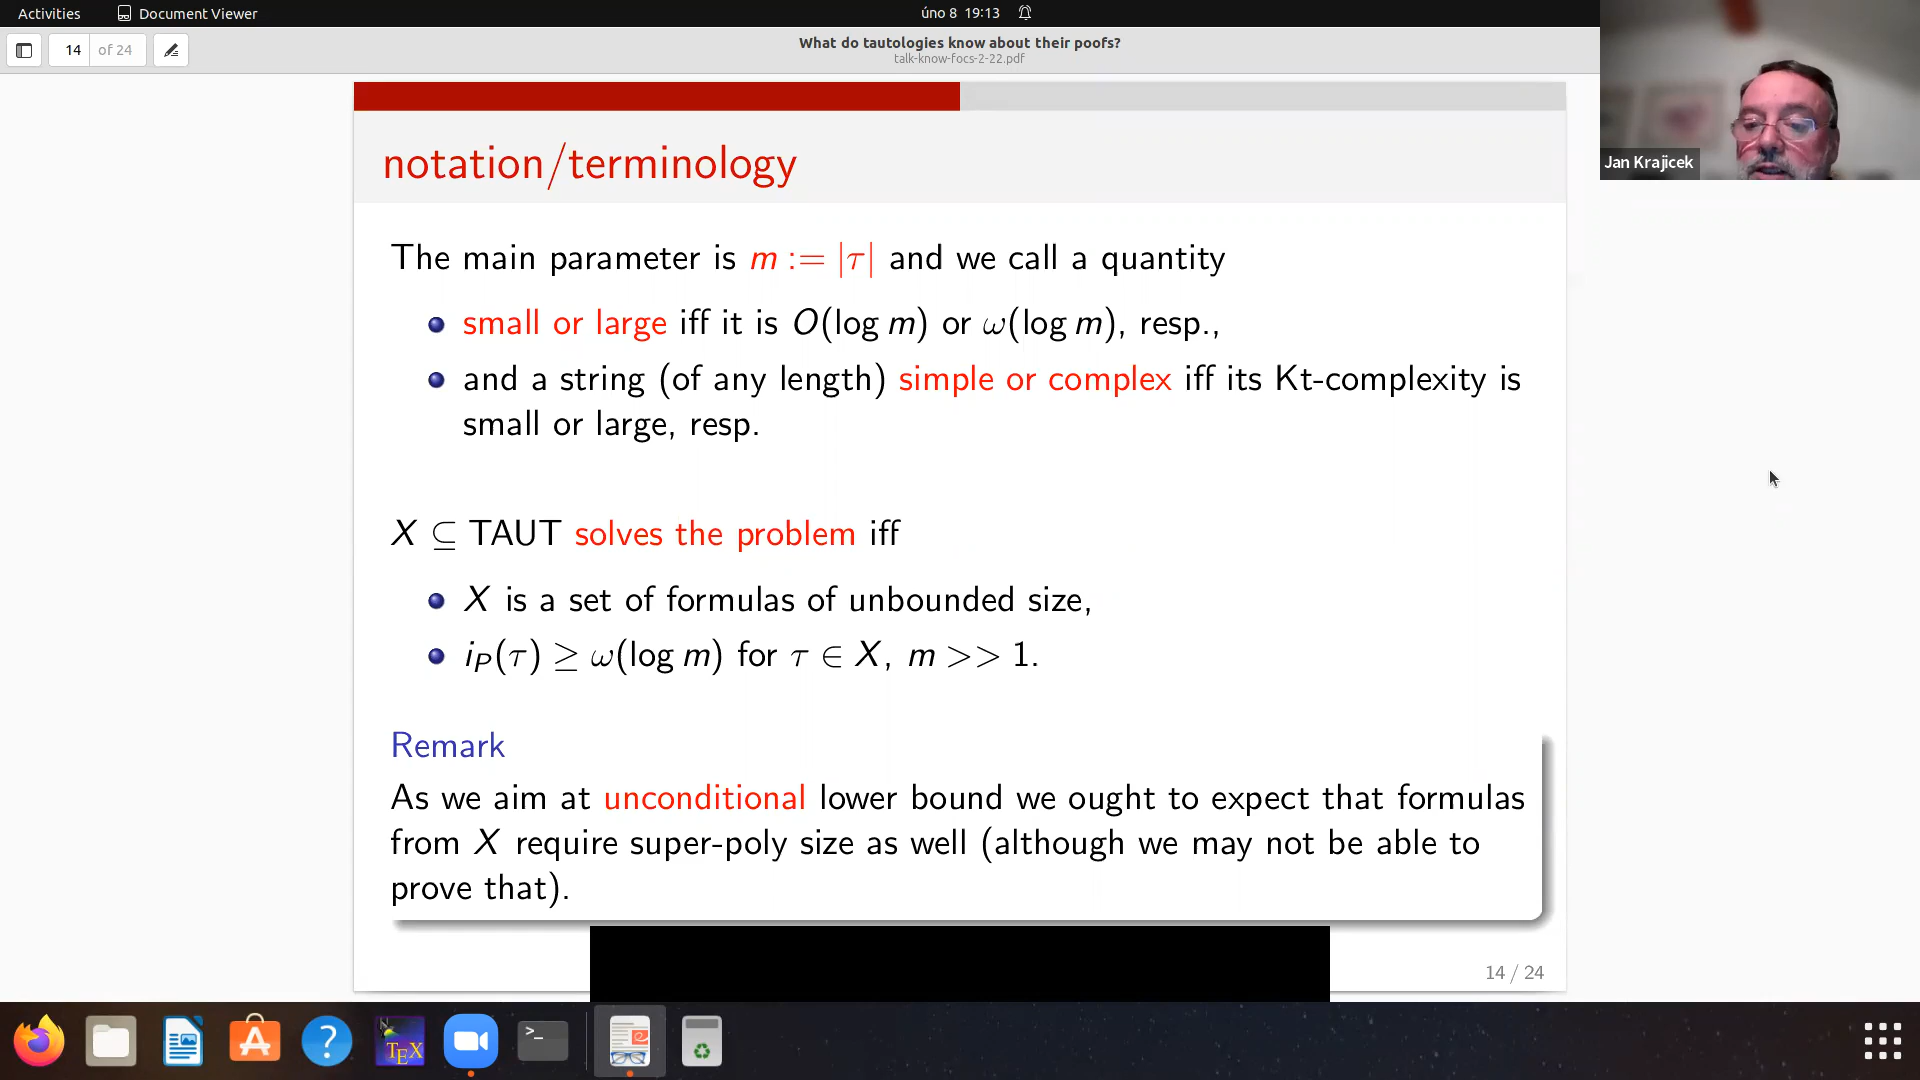 Activities
Document Viewer
úno 8 19:13
14 of 24
What do tautologies know about their poofs?
talk-know-focs-2-22.pdf
Jan Krajicek
notation/terminology
The main parameter is m := |τ| and we call a quantity
small or large iff it is O(log m) or ω(log m), resp.,
and a string (of any length) simple or complex iff its Kt-complexity is
small or large, resp.
X ⊆ TAUT solves the problem iff
X is a set of formulas of unbounded size,
i_P(τ) ≥ ω(log m) for τ ∈ X, m >> 1.
Remark
As we aim at unconditional lower bound we ought to expect that formulas
from X require super-poly size as well (although we may not be able to
prove that).
14 / 24
TEX